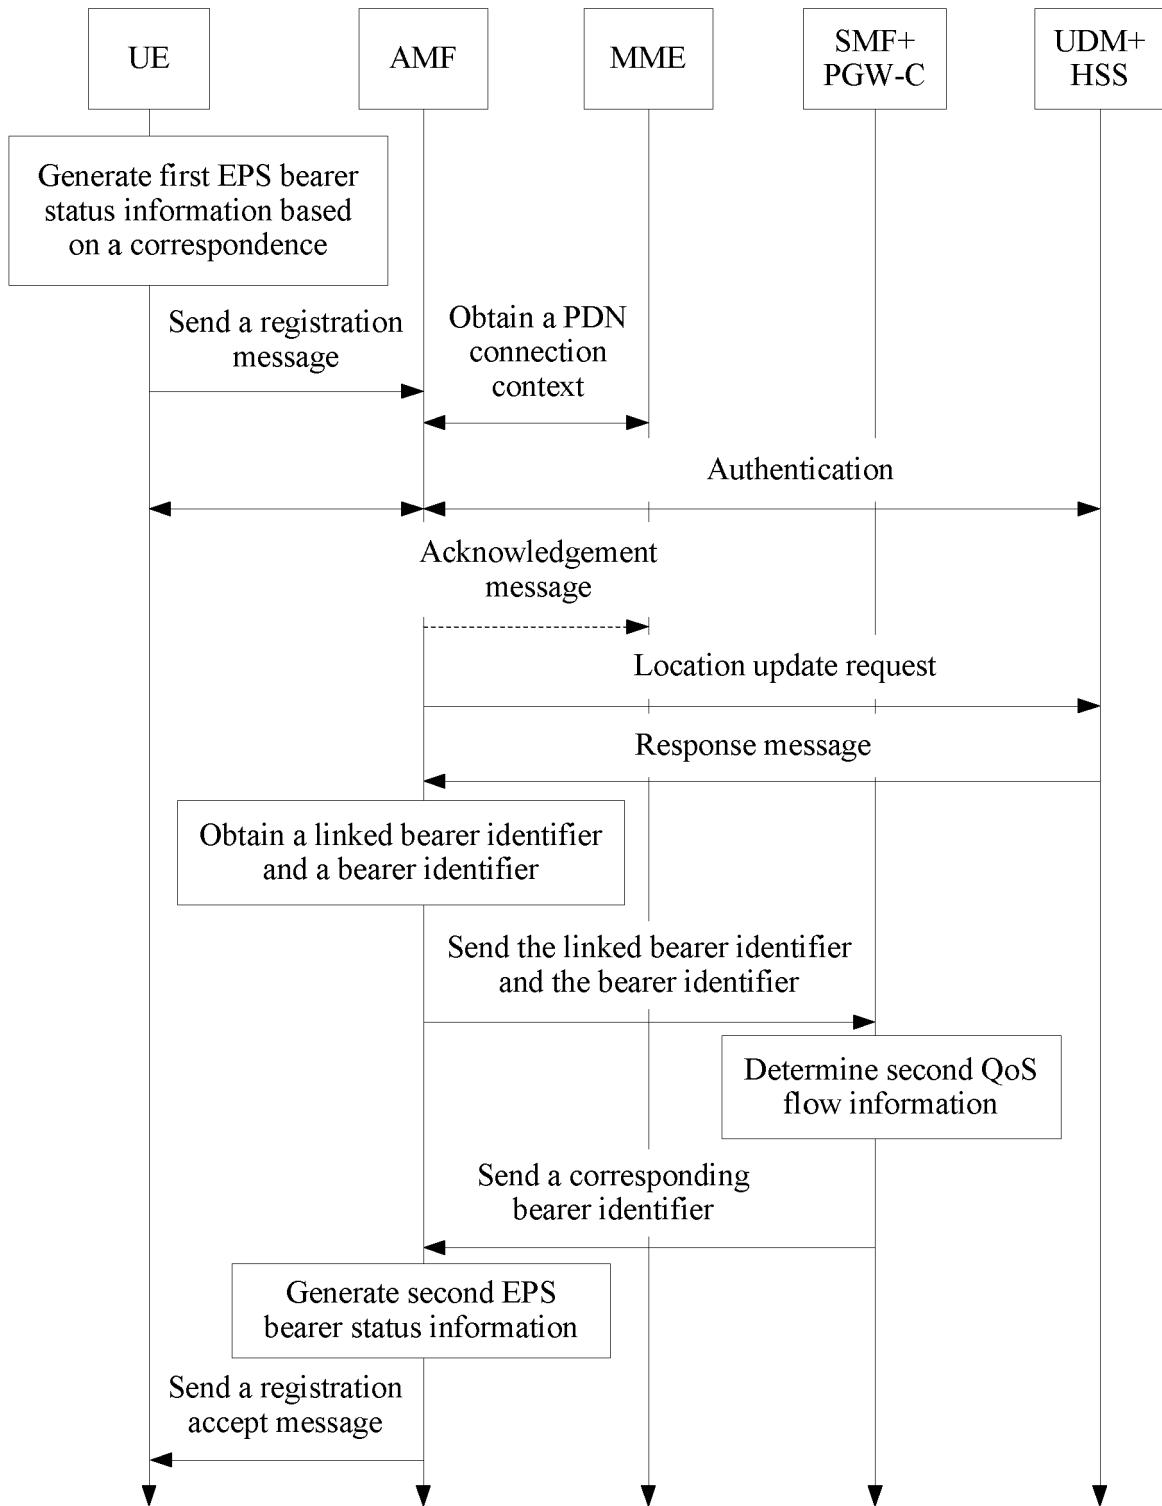 UE
AMF
MME
SMF+
PGW-C
UDM+
HSS
Generate first EPS bearer
status information based
on a correspondence
Send a registration
message
Obtain a PDN
connection
context
Authentication
Acknowledgement
message
Location update request
Response message
Obtain a linked bearer identifier
and a bearer identifier
Send the linked bearer identifier
and the bearer identifier
Determine second QoS
flow information
Send a corresponding
bearer identifier
Generate second EPS
bearer status information
Send a registration
accept message